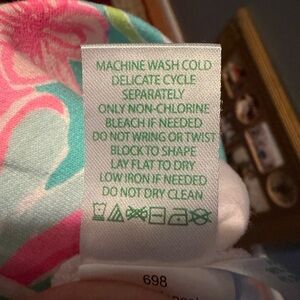 MACHINE WASH COLD
DELICATE CYCLE
SEPARATELY
ONLY NON-CHLORINE
BLEACH IF NEEDED
DO NOT WRING OR TWIST
BLOCK TO SHAPE
LAY FLAT TO DRY
LOW IRON IF NEEDED
DO NOT DRY CLEAN
698